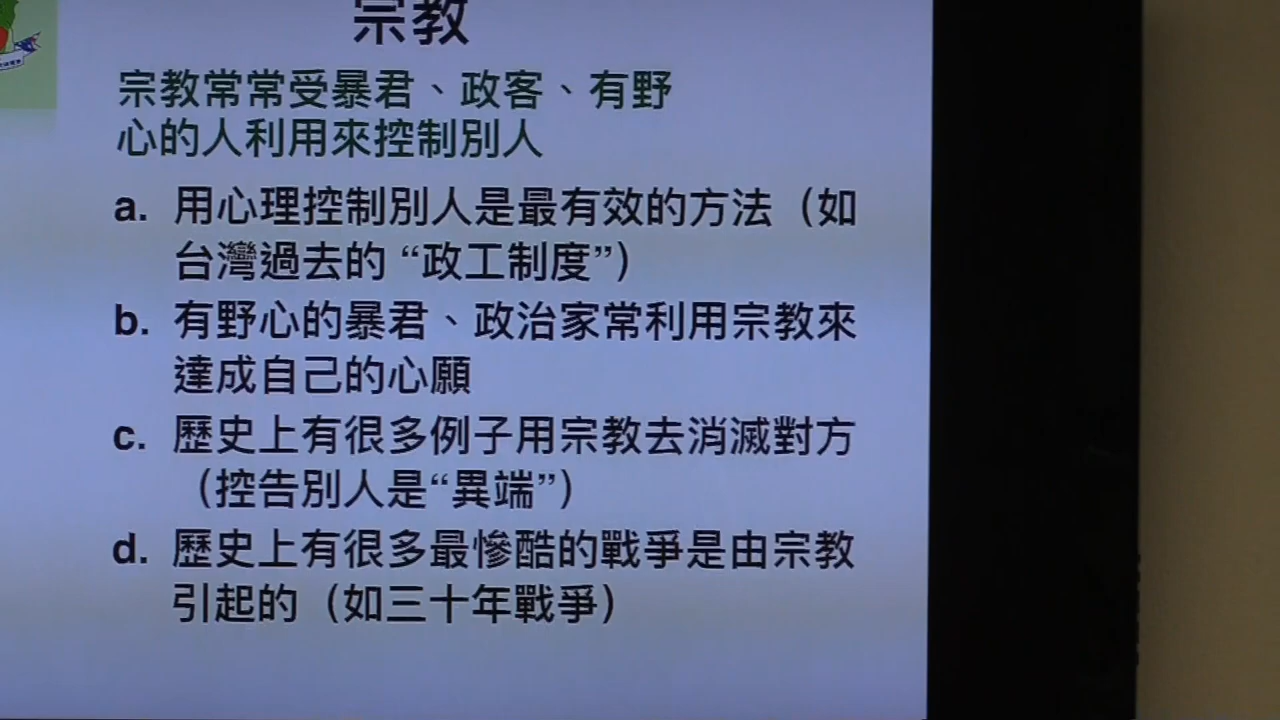 宗教
宗教常常受暴君、政客、有野
心的人利用來控制別人
a. 用心理控制別人是最有效的方法（如
台灣過去的 “政工制度”）
b. 有野心的暴君、政治家常利用宗教來
達成自己的心願
c. 歷史上有很多例子用宗教去消滅對方
（控告別人是“異端”）
d. 歷史上有很多最慘酷的戰爭是由宗教
引起的（如三十年戰爭）